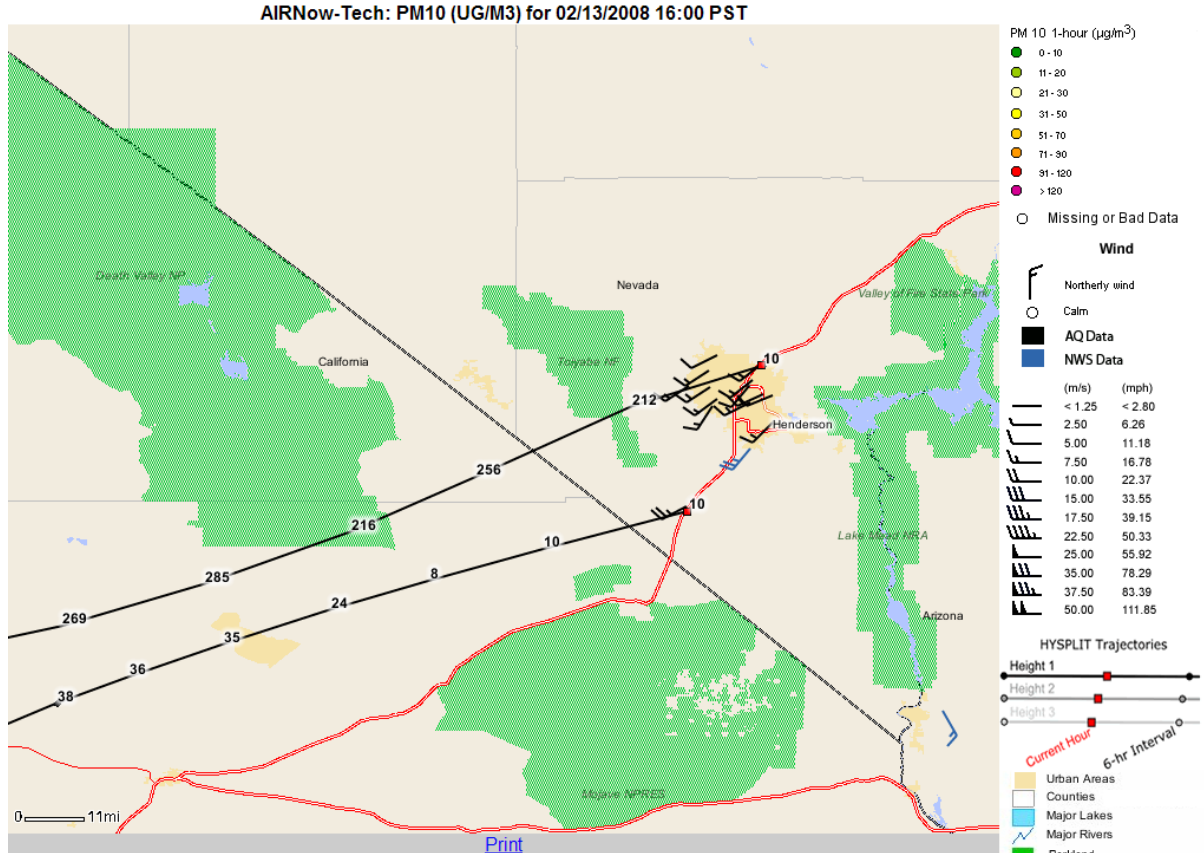 AIRNow-Tech: PM10 (UG/M3) for 02/13/2008 16:00 PST
Death Valley NP
California
Nevada
Toiyabe NF
Valley of Fire State Park
10
212
Henderson
256
216
285
269
10
10
8
24
35
36
38
Lake Mead NRA
Arizona
Mojave NPRES
0 11mi
Print
PM 10 1-hour (µg/m³)
0 - 10
11 - 20
21 - 30
31 - 50
51 - 70
71 - 90
91 - 120
> 120
Missing or Bad Data
Wind
Northerly wind
Calm
AQ Data
NWS Data
(m/s) (mph)
< 1.25 < 2.80
2.50 6.26
5.00 11.18
7.50 16.78
10.00 22.37
15.00 33.55
17.50 39.15
22.50 50.33
25.00 55.92
35.00 78.29
37.50 83.39
50.00 111.85
HYSPLIT Trajectories
Height 1
Height 2
Height 3
Current Hour
6-hr Interval
Urban Areas
Counties
Major Lakes
Major Rivers